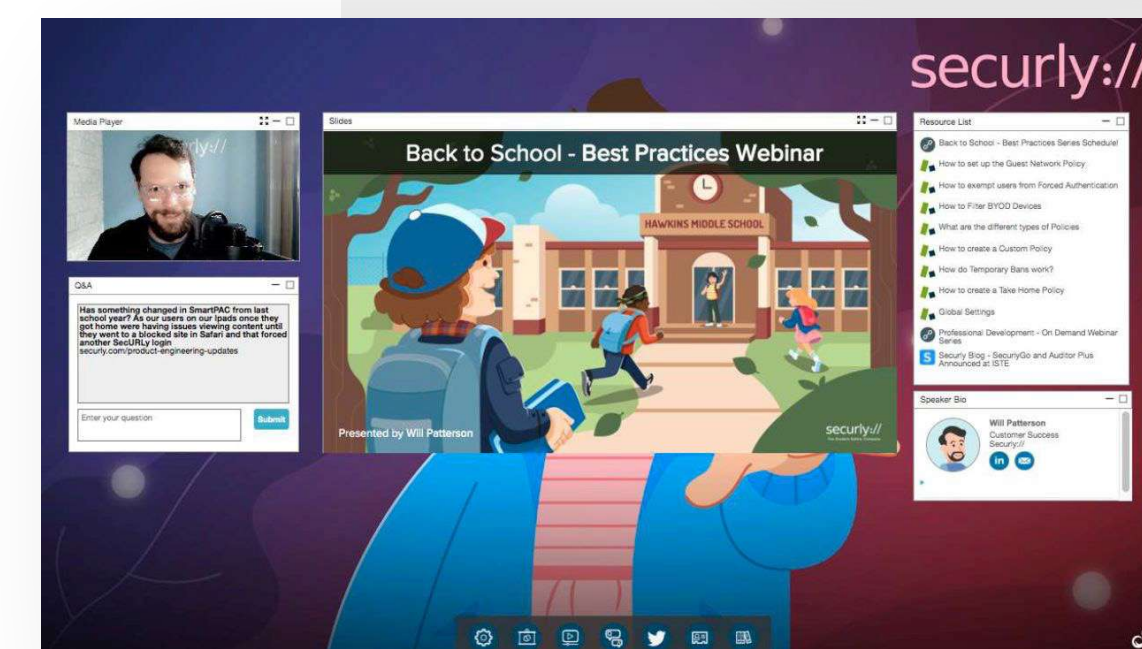 securly://
Media Player
rly://
Q&A
Has something changed in SmartPAC from last
school year? As our users on our Ipads once they
got home were having issues viewing content until
they went to a blocked site in Safari and that forced
another SecURLy login
securly.com/product-engineering-updates
Enter your question
Submit
Slides
Back to School - Best Practices Webinar
HAWKINS MIDDLE SCHOOL
Presented by Will Patterson
securly://
Resource List
Back to School - Best Practices Series Schedule!
How to set up the Guest Network Policy
How to exempt users from Forced Authentication
How to Filter BYOD Devices
What are the different types of Policies
How to create a Custom Policy
How do Temporary Bans work?
How to create a Take Home Policy
Global Settings
Professional Development - On Demand Webinar
Series
S
Securly Blog - SecurlyGo and Auditor Plus
Announced at ISTE
Speaker Bio
Will Patterson
Customer Success
Securly://
in